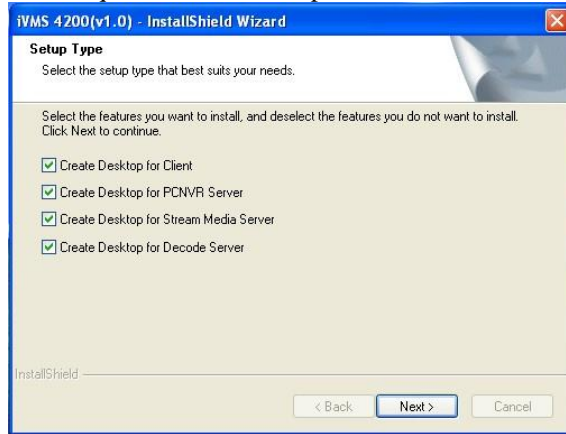 iVMS 4200(v1.0) - InstallShield Wizard
Setup Type
Select the setup type that best suits your needs.
Select the features you want to install, and deselect the features you do not want to install.
Click Next to continue.
Create Desktop for Client
Create Desktop for PCNVR Server
Create Desktop for Stream Media Server
Create Desktop for Decode Server
InstallShield
< Back
Next >
Cancel